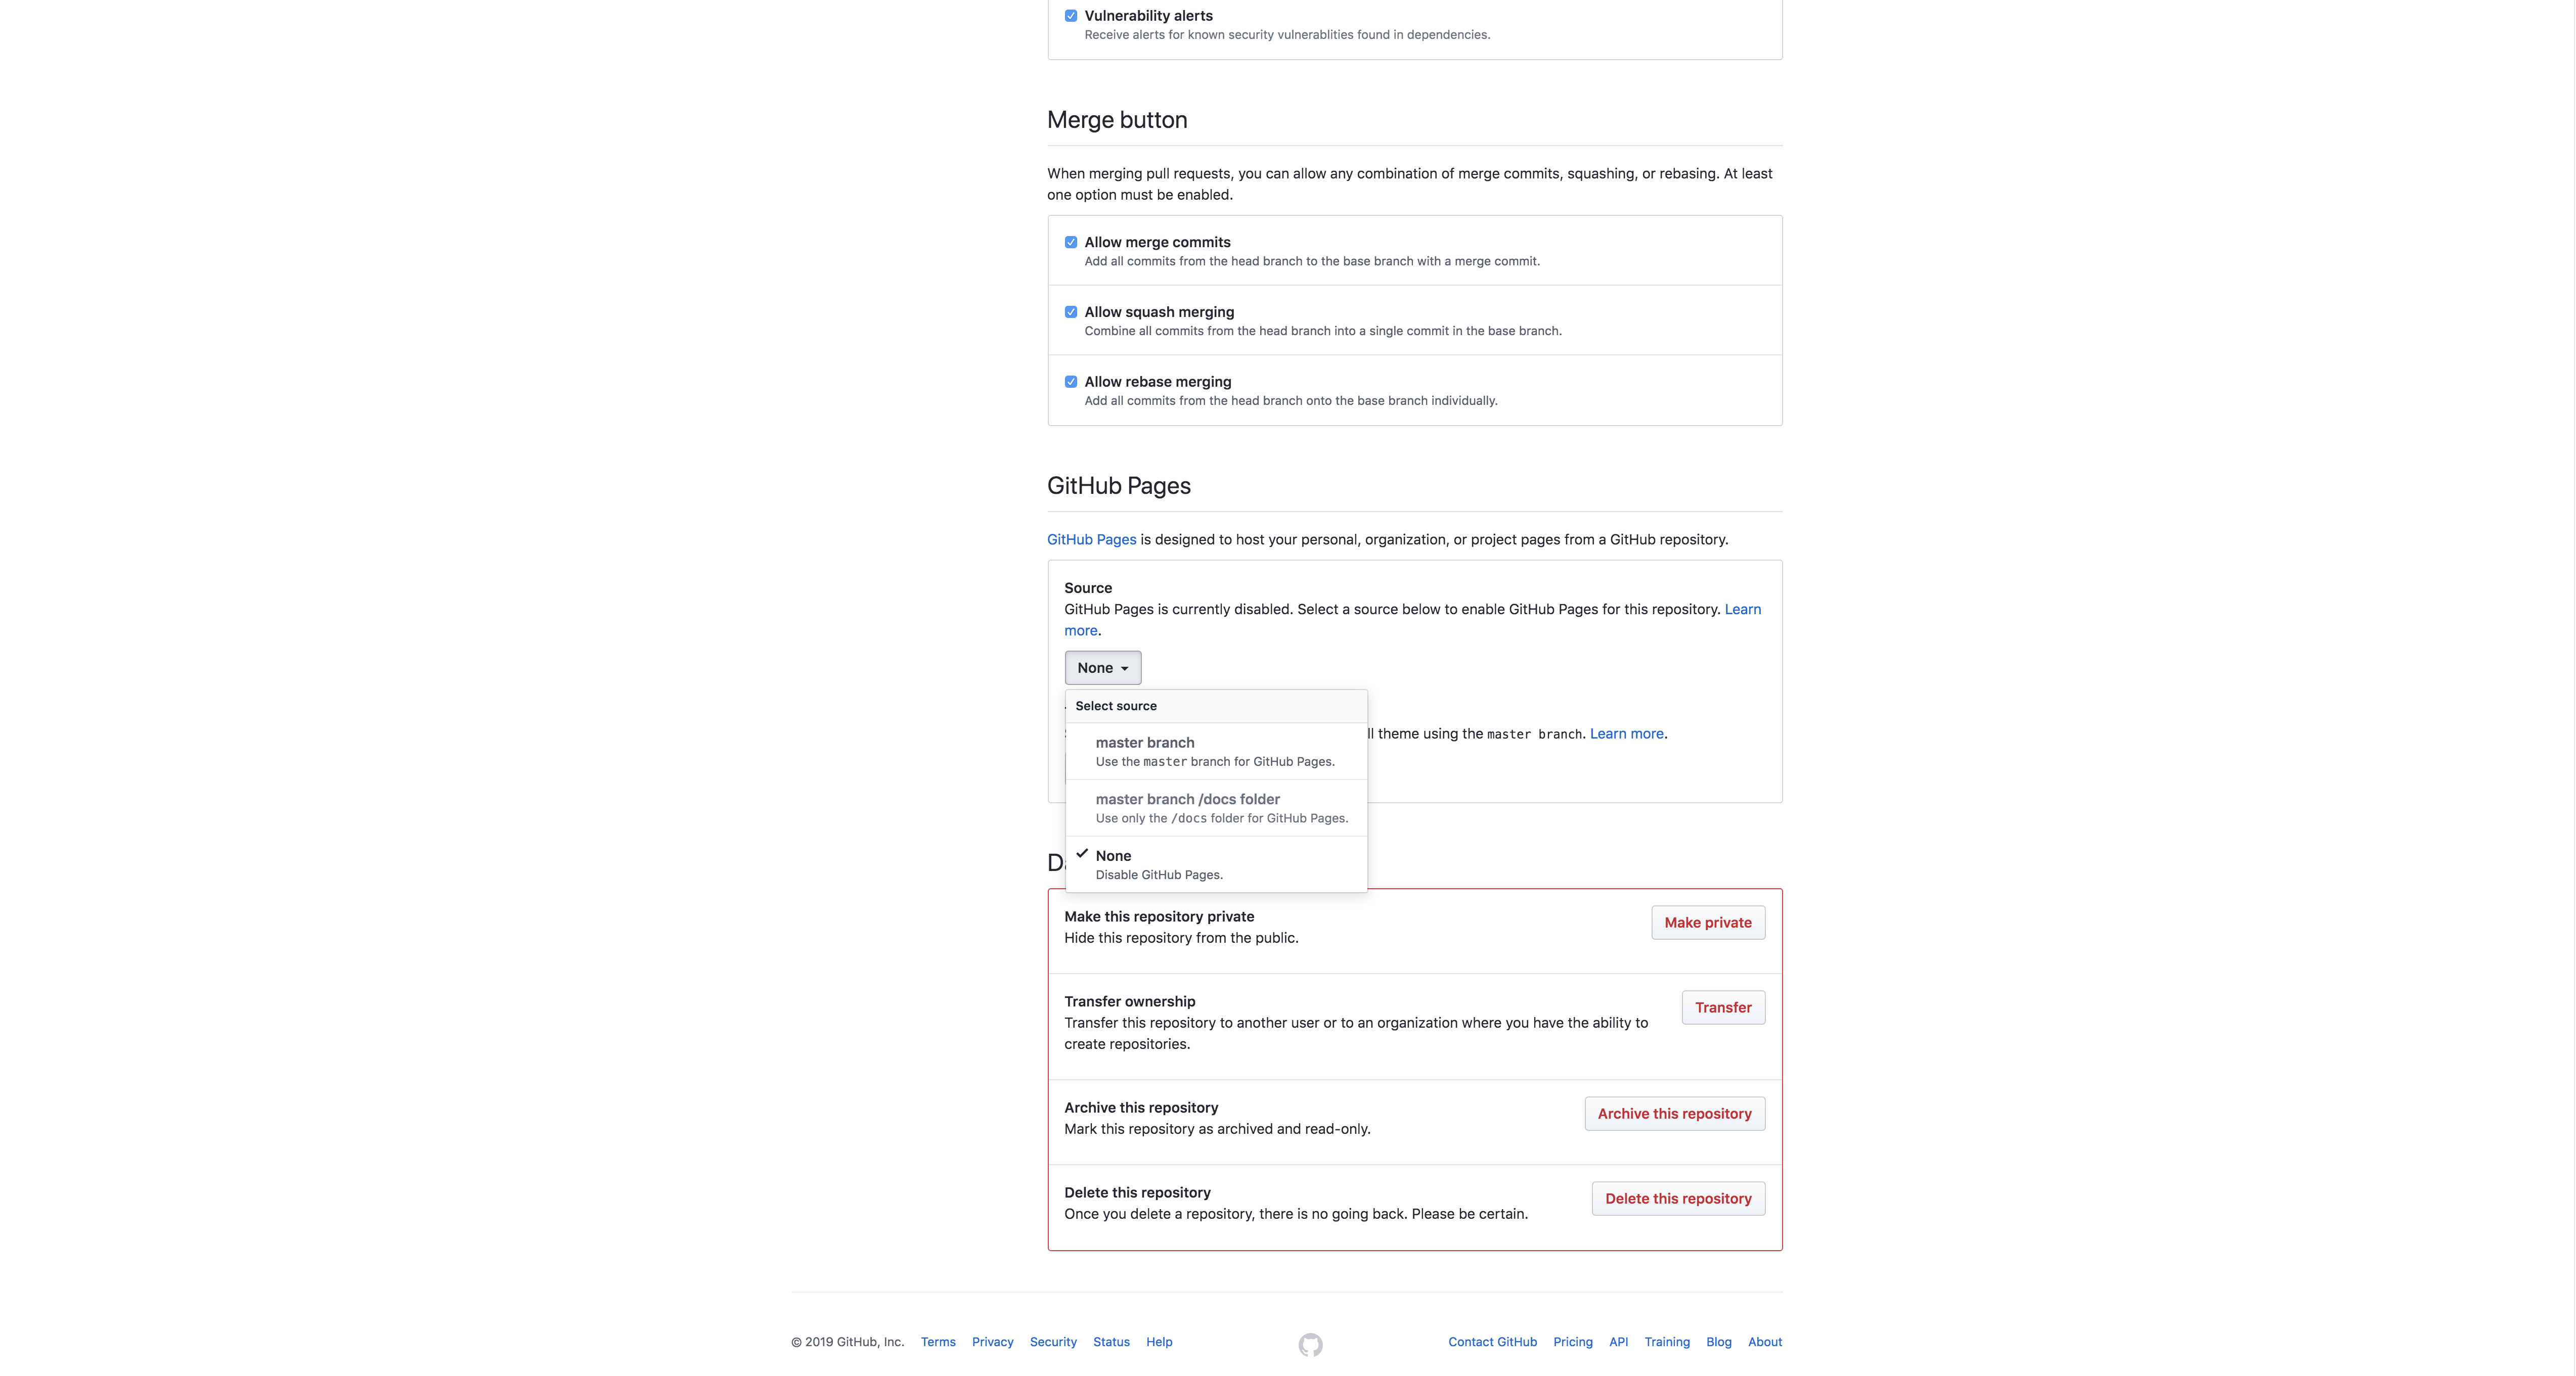 Vulnerability alerts
Receive alerts for known security vulnerablities found in dependencies.
Merge button
When merging pull requests, you can allow any combination of merge commits, squashing, or rebasing. At least
one option must be enabled.
Allow merge commits
Add all commits from the head branch to the base branch with a merge commit.
Allow squash merging
Combine all commits from the head branch into a single commit in the base branch.
Allow rebase merging
Add all commits from the head branch onto the base branch individually.
GitHub Pages
GitHub Pages is designed to host your personal, organization, or project pages from a GitHub repository.
Source
GitHub Pages is currently disabled. Select a source below to enable GitHub Pages for this repository. Learn
more.
None
Select source
theme using the master branch. Learn more.
master branch
Use the master branch for GitHub Pages.
master branch /docs folder
Use only the /docs folder for GitHub Pages.
None
Disable GitHub Pages.
Make this repository private
Make private
Hide this repository from the public.
Transfer ownership
Transfer
Transfer this repository to another user or to an organization where you have the ability to
create repositories.
Archive this repository
Archive this repository
Mark this repository as archived and read-only.
Delete this repository
Delete this repository
Once you delete a repository, there is no going back. Please be certain.
© 2019 GitHub, Inc. Terms Privacy Security Status Help Contact GitHub Pricing API Training Blog About